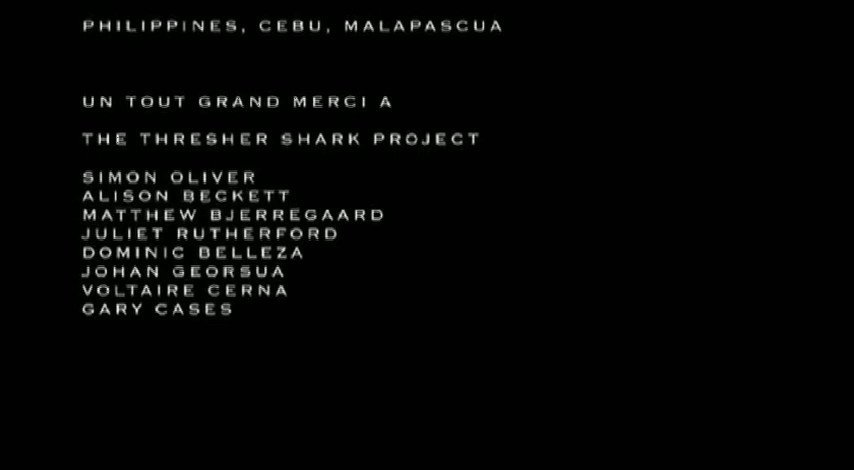 PHILIPPINES, CEBU, MALAPASCUA
UN TOUT GRAND MERCI A
THE THRESHER SHARK PROJECT
SIMON OLIVER
ALISON BECKETT
MATTHEW BJERREGAARD
JULIET RUTHERFORD
DOMINIC BELLEZA
JOHAN GEORSUA
VOLTAIRE CERNA
GARY CASES